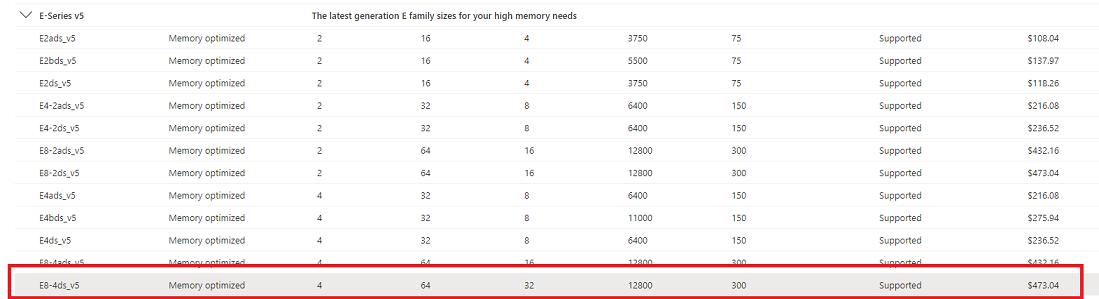 E-Series v5 The latest generation E family sizes for your high memory needs
E2ads_v5 Memory optimized 2 16 4 3750 75 Supported $108.04
E2bds_v5 Memory optimized 2 16 4 5500 75 Supported $137.97
E2ds_v5 Memory optimized 2 16 4 3750 75 Supported $118.26
E4-2ads_v5 Memory optimized 2 32 8 6400 150 Supported $216.08
E4-2ds_v5 Memory optimized 2 32 8 6400 150 Supported $236.52
E8-2ads_v5 Memory optimized 2 64 16 12800 300 Supported $432.16
E8-2ds_v5 Memory optimized 2 64 16 12800 300 Supported $473.04
E4ads_v5 Memory optimized 4 32 8 6400 150 Supported $216.08
E4bds_v5 Memory optimized 4 32 8 11000 150 Supported $275.94
E4ds_v5 Memory optimized 4 32 8 6400 150 Supported $236.52
E8-4ads_v5 Memory optimized 4 64 16 12800 300 Supported $432.16
E8-4ds_v5 Memory optimized 4 64 32 12800 300 Supported $473.04